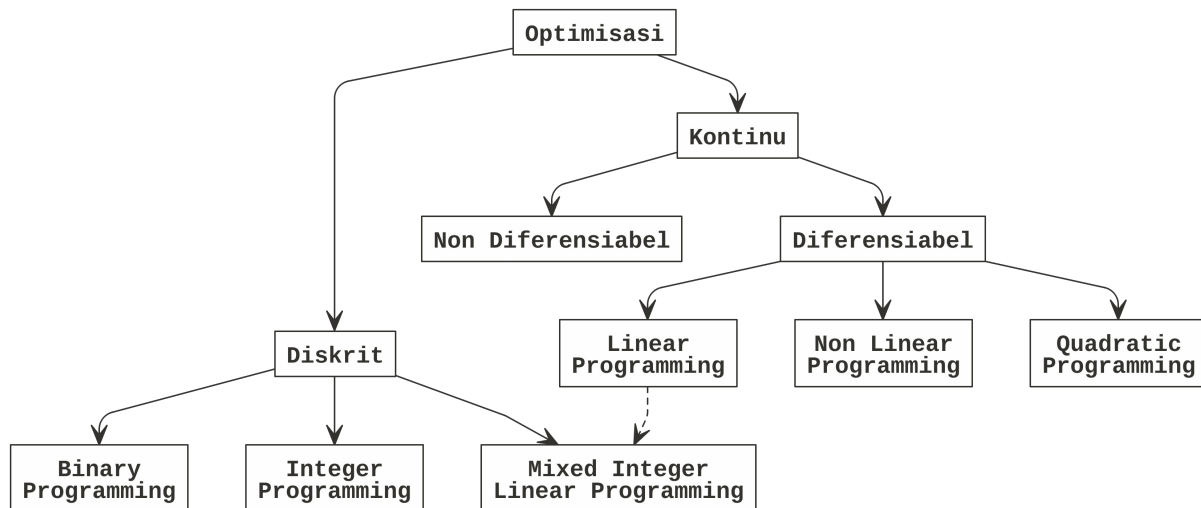 Optimisasi
Kontinu
Non Diferensiabel
Diferensiabel
Diskrit
Linear
Programming
Non Linear
Programming
Quadratic
Programming
Binary
Programming
Integer
Programming
Mixed Integer
Linear Programming